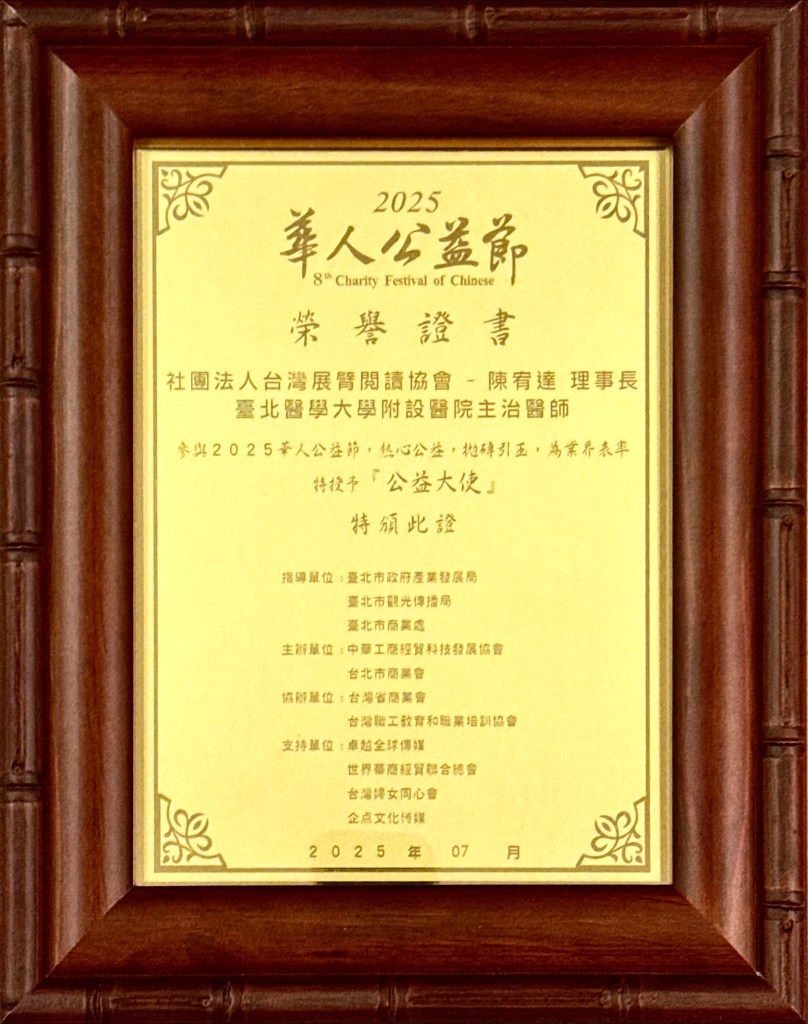 2025
華人公益節
8th Charity Festival of Chinese
榮譽證書
社團法人台灣展臂閱讀協會 - 陳宥達 理事長
臺北醫學大學附設醫院主治醫師
參與2025華人公益節，熱心公益，拋磚引玉，為業界表率
特授予『公益大使』
特頒此證
指導單位：臺北市政府產業發展局
臺北市觀光傳播局
臺北市商業處
主辦單位：中華工商經貿科技發展協會
台北市商業會
協辦單位：台灣省商業會
台灣職工教育和職業培訓協會
支持單位：卓越全球傳媒
世界華商經貿聯合總會
台灣婦女同心會
企点文化传媒
2025 年 07 月